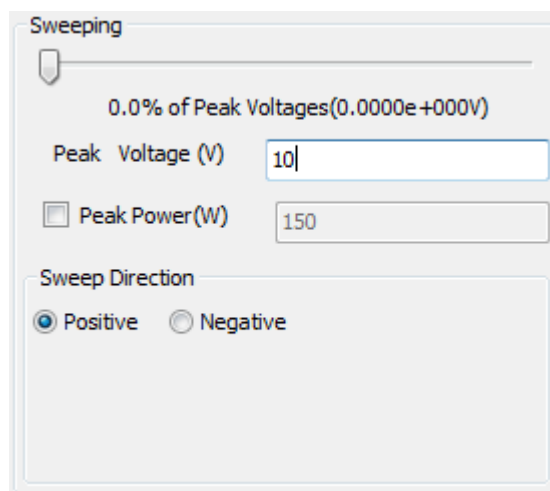 Sweeping
0.0% of Peak Voltages(0.0000e+000V)
Peak Voltage (V) 10
Peak Power(W) 150
Sweep Direction
Positive Negative